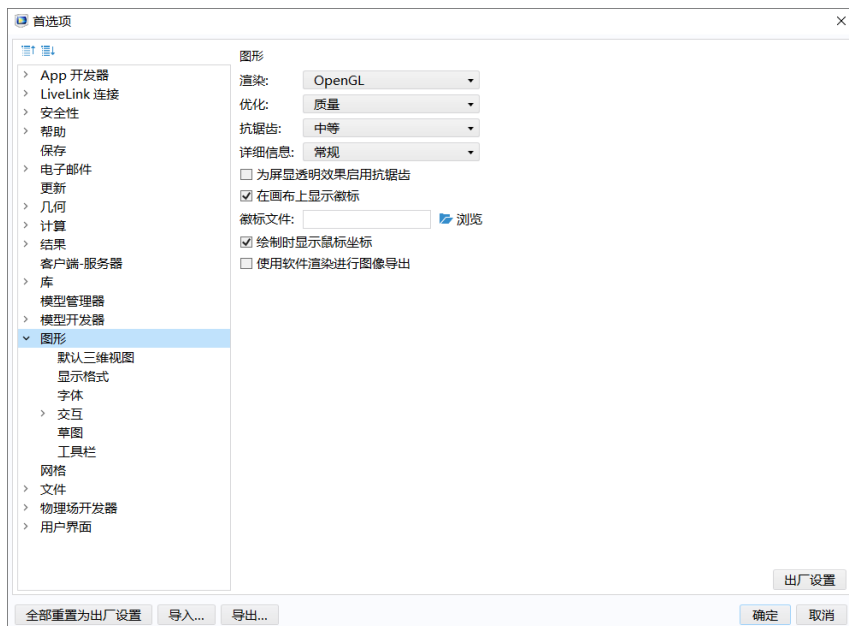 首选项
App 开发器
LiveLink 连接
安全性
帮助
保存
电子邮件
更新
几何
计算
结果
客户端-服务器
库
模型管理器
模型开发器
图形
默认三维视图
显示格式
字体
交互
草图
工具栏
网格
文件
物理场开发器
用户界面
图形
渲染: OpenGL
优化: 质量
抗锯齿: 中等
详细信息: 常规
为屏显透明效果启用抗锯齿
在画布上显示徽标
徽标文件: 浏览
绘制时显示鼠标坐标
使用软件渲染进行图像导出
出厂设置
全部重置为出厂设置 导入... 导出... 确定 取消